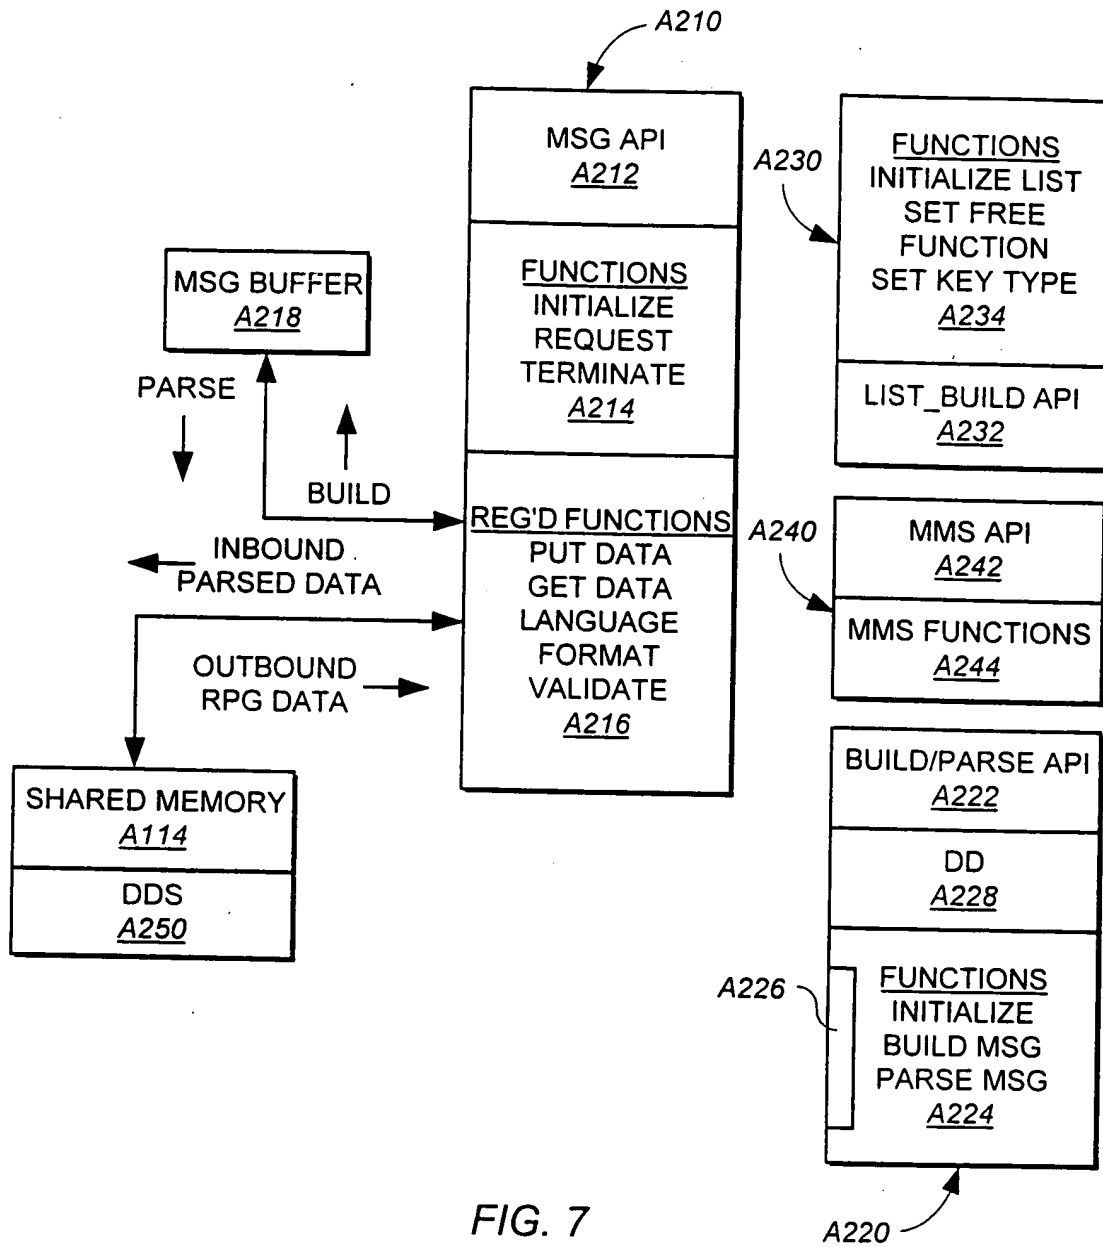 A210
MSG API
A212
FUNCTIONS
INITIALIZE
REQUEST
TERMINATE
A214
REG'D FUNCTIONS
PUT DATA
GET DATA
LANGUAGE
FORMAT
VALIDATE
A216
MSG BUFFER
A218
PARSE
BUILD
INBOUND
PARSED DATA
OUTBOUND
RPG DATA
SHARED MEMORY
A114
DDS
A250
A230
FUNCTIONS
INITIALIZE LIST
SET FREE
FUNCTION
SET KEY TYPE
A234
LIST_BUILD API
A232
A240
MMS API
A242
MMS FUNCTIONS
A244
BUILD/PARSE API
A222
DD
A228
A226
FUNCTIONS
INITIALIZE
BUILD MSG
PARSE MSG
A224
A220
FIG. 7